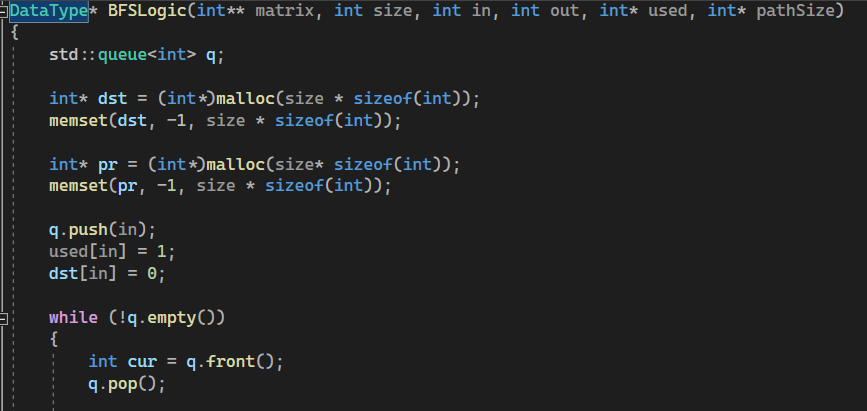 DataType* BFSLogic(int** matrix, int size, int in, int out, int* used, int* pathSize)
{
std::queue<int> q;
int* dst = (int*)malloc(size * sizeof(int));
memset(dst, -1, size * sizeof(int));
int* pr = (int*)malloc(size* sizeof(int));
memset(pr, -1, size * sizeof(int));
q.push(in);
used[in] = 1;
dst[in] = 0;
while (!q.empty())
{
int cur = q.front();
q.pop();